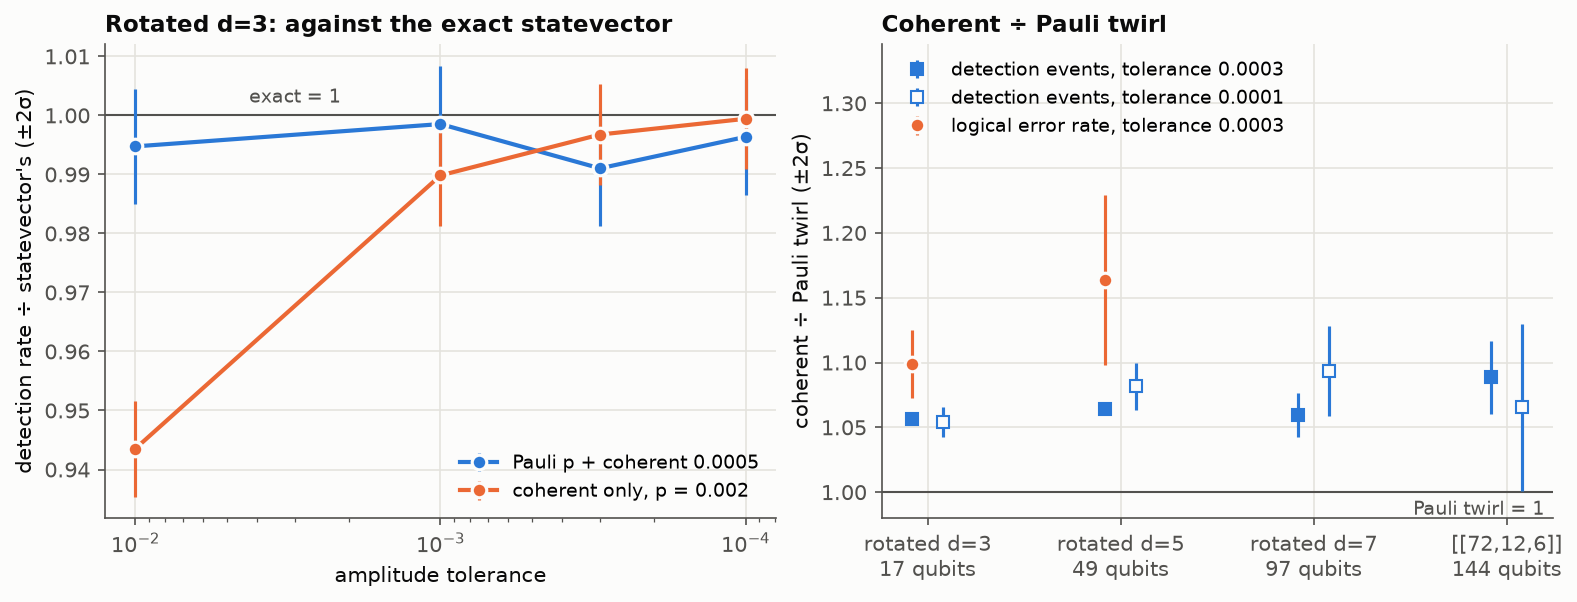 Rotated d=3: against the exact statevector
detection rate ÷ statevector's (±2σ)
1.01
1.00
0.99
0.98
0.97
0.96
0.95
0.94
exact = 1
Pauli p + coherent 0.0005
coherent only, p = 0.002
10⁻²
10⁻³
10⁻⁴
amplitude tolerance
Coherent ÷ Pauli twirl
coherent ÷ Pauli twirl (±2σ)
1.30
1.25
1.20
1.15
1.10
1.05
1.00
detection events, tolerance 0.0003
detection events, tolerance 0.0001
logical error rate, tolerance 0.0003
Pauli twirl = 1
rotated d=3
17 qubits
rotated d=5
49 qubits
rotated d=7
97 qubits
[[72,12,6]]
144 qubits